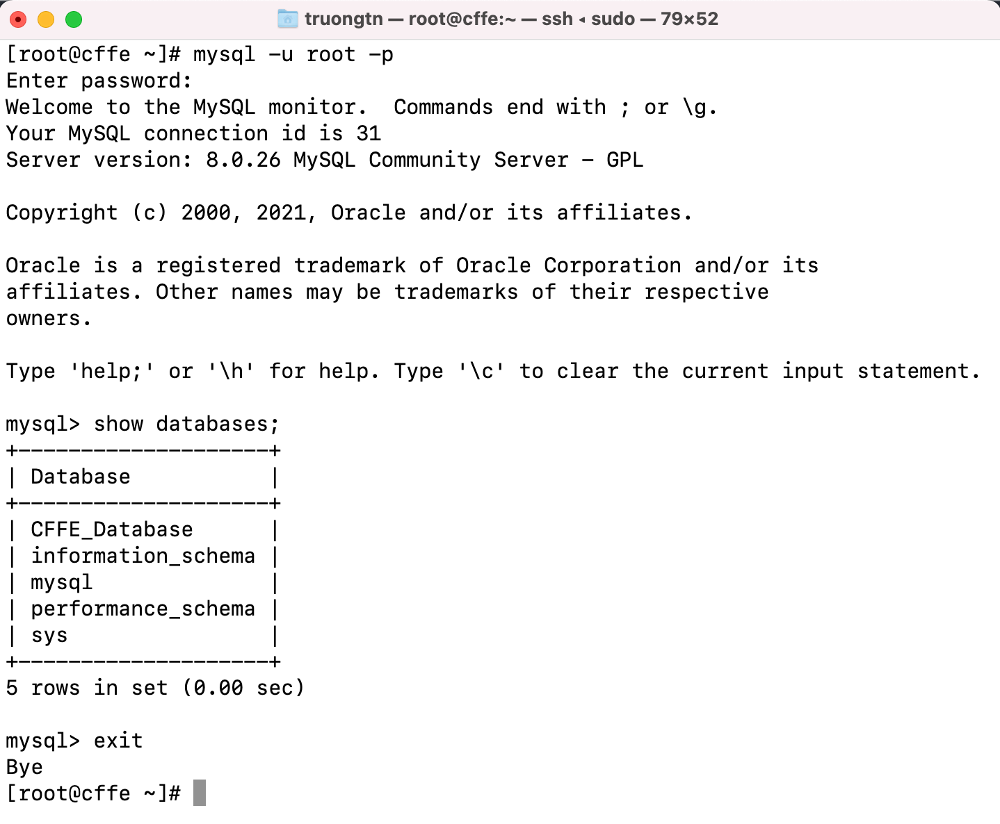 truongtn — root@cffe:~ — ssh ◂ sudo — 79×52
[root@cffe ~]# mysql -u root -p
Enter password:
Welcome to the MySQL monitor.  Commands end with ; or \g.
Your MySQL connection id is 31
Server version: 8.0.26 MySQL Community Server - GPL

Copyright (c) 2000, 2021, Oracle and/or its affiliates.

Oracle is a registered trademark of Oracle Corporation and/or its
affiliates. Other names may be trademarks of their respective
owners.

Type 'help;' or '\h' for help. Type '\c' to clear the current input statement.

mysql> show databases;
+--------------------+
| Database           |
+--------------------+
| CFFE_Database      |
| information_schema |
| mysql              |
| performance_schema |
| sys                |
+--------------------+
5 rows in set (0.00 sec)

mysql> exit
Bye
[root@cffe ~]#